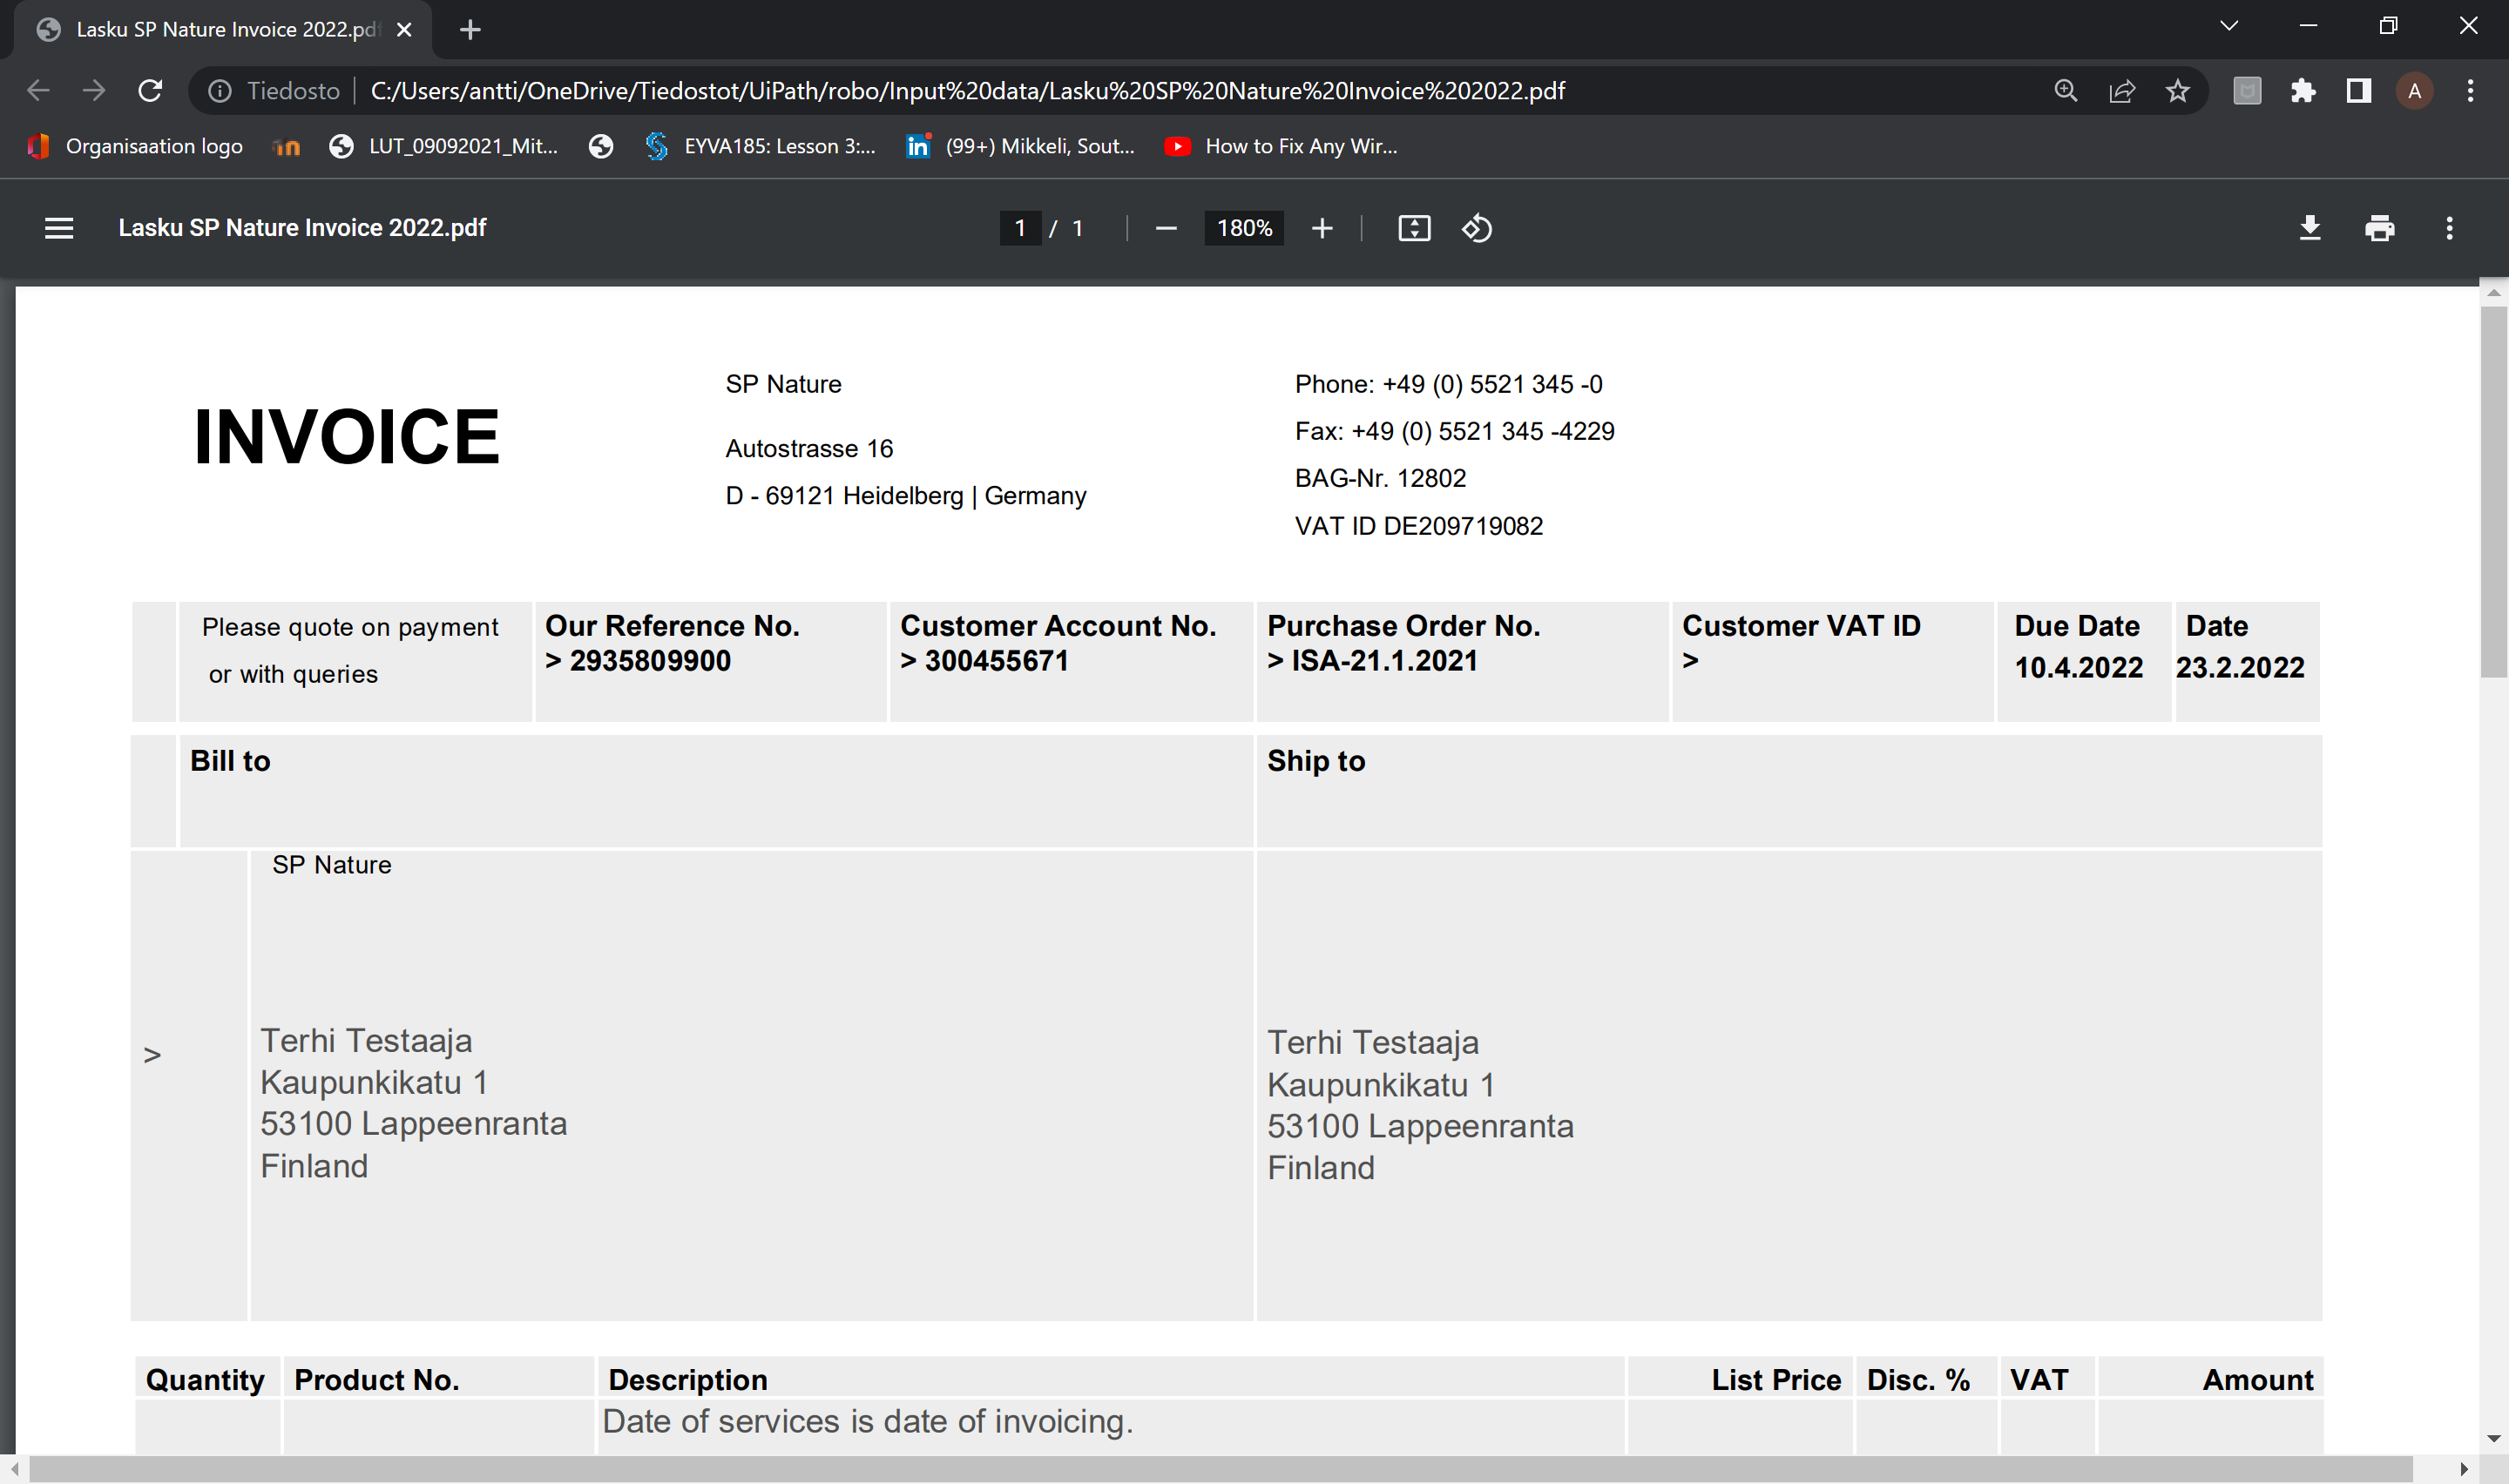 Lasku SP Nature Invoice 2022.pdf
Tiedosto C:/Users/antti/OneDrive/Tiedostot/UiPath/robo/Input%20data/Lasku%20SP%20Nature%20Invoice%202022.pdf
A
Organisaation logo
LUT_09092021_Mit...
EYVA185: Lesson 3:...
(99+) Mikkeli, Sout...
How to Fix Any Wir...
Lasku SP Nature Invoice 2022.pdf
1 / 1
180%
INVOICE
SP Nature
Autostrasse 16
D - 69121 Heidelberg | Germany
Phone: +49 (0) 5521 345 -0
Fax: +49 (0) 5521 345 -4229
BAG-Nr. 12802
VAT ID DE209719082
Please quote on payment
or with queries
Our Reference No.
> 2935809900
Customer Account No.
> 300455671
Purchase Order No.
> ISA-21.1.2021
Customer VAT ID
>
Due Date
10.4.2022
Date
23.2.2022
Bill to
Ship to
SP Nature
>
Terhi Testaaja
Kaupunkikatu 1
53100 Lappeenranta
Finland
Terhi Testaaja
Kaupunkikatu 1
53100 Lappeenranta
Finland
Quantity Product No. Description List Price Disc. % VAT Amount
Date of services is date of invoicing.